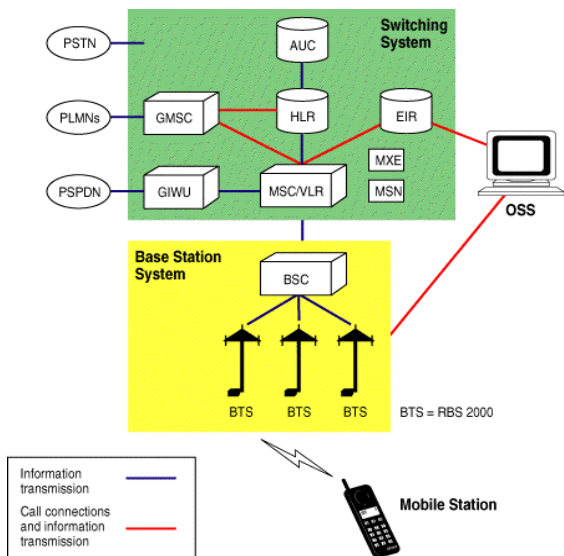 Switching
System
PSTN
AUC
PLMNs
GMSC
HLR
EIR
MXE
PSPDN
GIWU
MSC/VLR
MSN
OSS
Base Station
System
BSC
BTS
BTS
BTS
BTS = RBS 2000
Information
transmission
Call connections
and information
transmission
Mobile Station